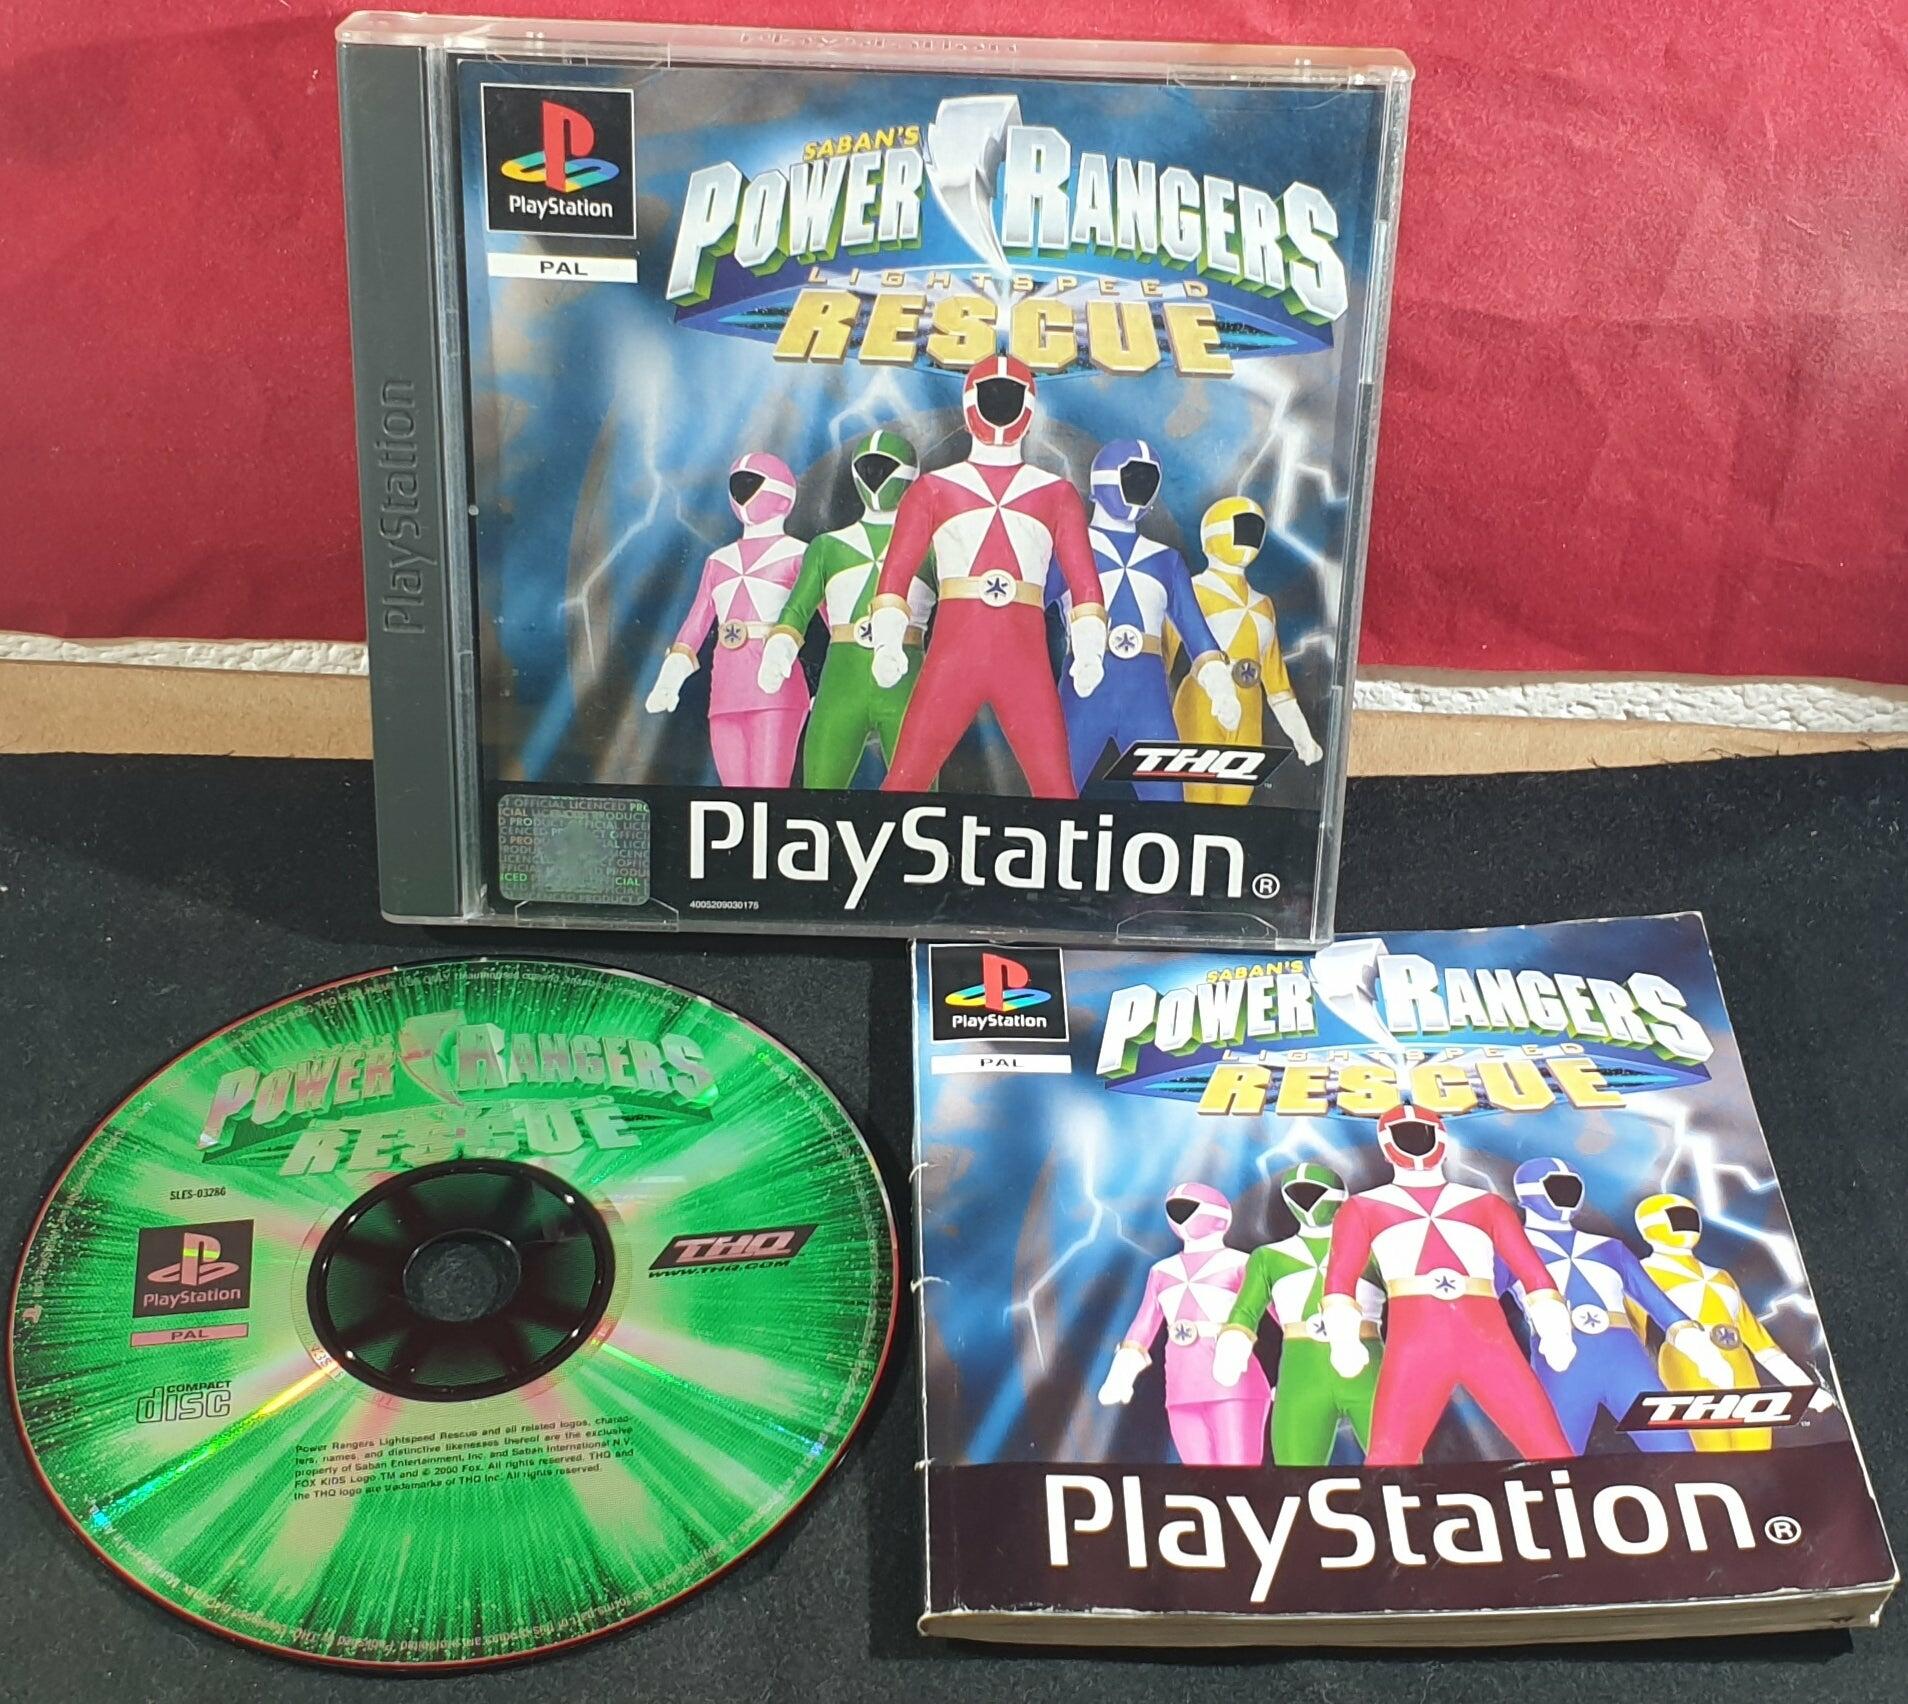 PlayStation
PlayStation
PlayStation
PAL
SABAN'S
POWER RANGERS
LIGHTSPEED
RESCUE
THQ
PlayStation®
4005209030175
POWER RANGERS
RESCUE
SLES-03286
PlayStation
PAL
THQ
WWW.THQ.COM
COMPACT
disc
Power Rangers Lightspeed Rescue and all related logos, charac-
ters, names, and distinctive likenesses thereof are the exclusive
property of Saban Entertainment, Inc. and Saban International N.V.
FOX KIDS Logo TM and © 2000 Fox. All rights reserved. THQ and
the THQ logo are trademarks of THQ Inc. All rights reserved.
PlayStation
PAL
SABAN'S
POWER RANGERS
LIGHTSPEED
RESCUE
THQ
PlayStation®